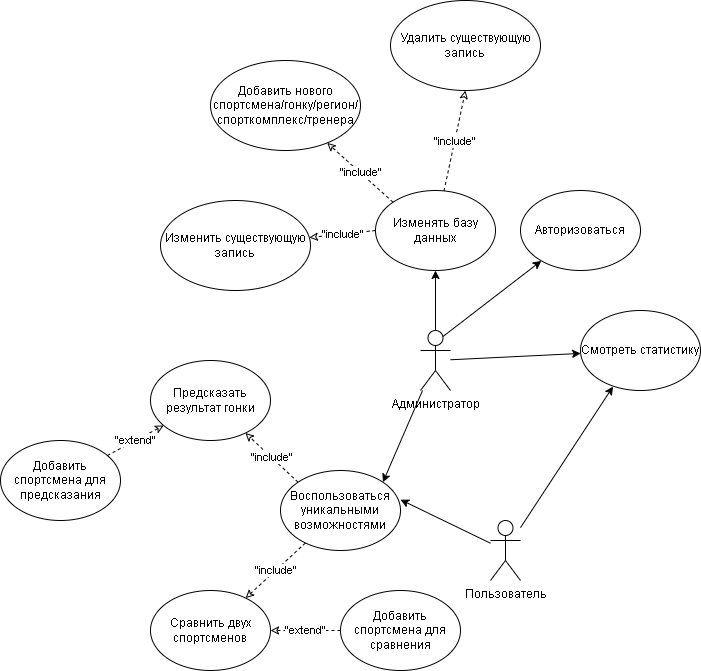 Удалить существующую
запись
Добавить нового
спортсмена/гонку/регион/
спорткомплекс/тренера
"include"
"include"
Изменять базу
данных
Авторизоваться
Изменить существующую
запись
"include"
Смотреть статистику
Администратор
Предсказать
результат гонки
"extend"
"include"
Добавить
спортсмена для
предсказания
Воспользоваться
уникальными
возможностями
Пользователь
"include"
Сравнить двух
спортсменов
"extend"
Добавить
спортсмена для
сравнения